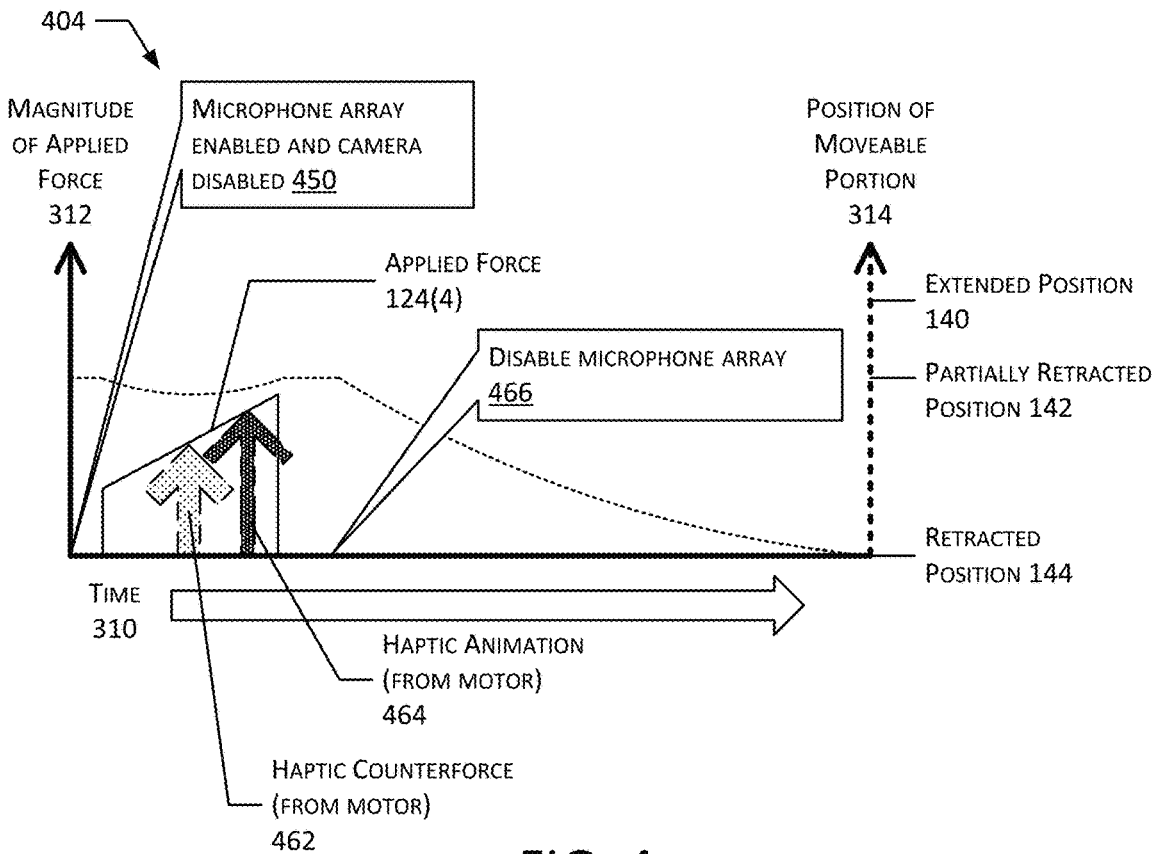 404
MAGNITUDE
OF APPLIED
FORCE
312
MICROPHONE ARRAY
ENABLED AND CAMERA
DISABLED 450
POSITION OF
MOVEABLE
PORTION
314
APPLIED FORCE
124(4)
EXTENDED POSITION
140
DISABLE MICROPHONE ARRAY
466
PARTIALLY RETRACTED
POSITION 142
RETRACTED
POSITION 144
TIME
310
HAPTIC ANIMATION
(FROM MOTOR)
464
HAPTIC COUNTERFORCE
(FROM MOTOR)
462